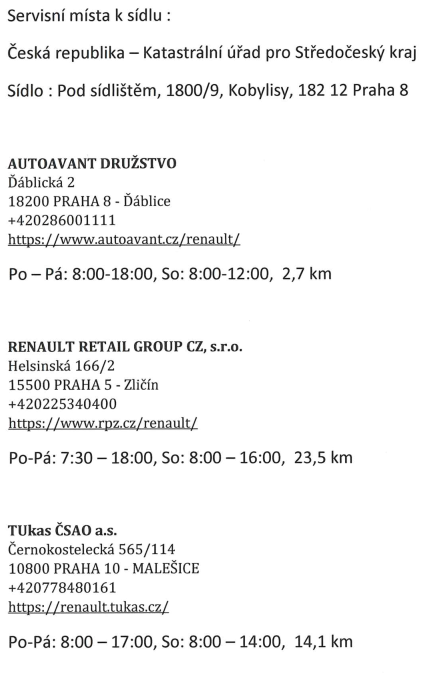 Servisní místa k sídlu :
Česká republika – Katastrální úřad pro Středočeský kraj
Sídlo : Pod sídlištěm, 1800/9, Kobylisy, 182 12 Praha 8
AUTOAVANT DRUŽSTVO
Ďáblická 2
18200 PRAHA 8 - Ďáblice
+420286001111
https://www.autoavant.cz/renault/
Po – Pá: 8:00-18:00, So: 8:00-12:00, 2,7 km
RENAULT RETAIL GROUP CZ, s.r.o.
Helsinská 166/2
15500 PRAHA 5 - Zličín
+420225340400
https://www.rpz.cz/renault/
Po-Pá: 7:30 – 18:00, So: 8:00 – 16:00, 23,5 km
TUkas ČSAO a.s.
Černokostelecká 565/114
10800 PRAHA 10 - MALEŠICE
+420778480161
https://renault.tukas.cz/
Po-Pá: 8:00 – 17:00, So: 8:00 – 14:00, 14,1 km